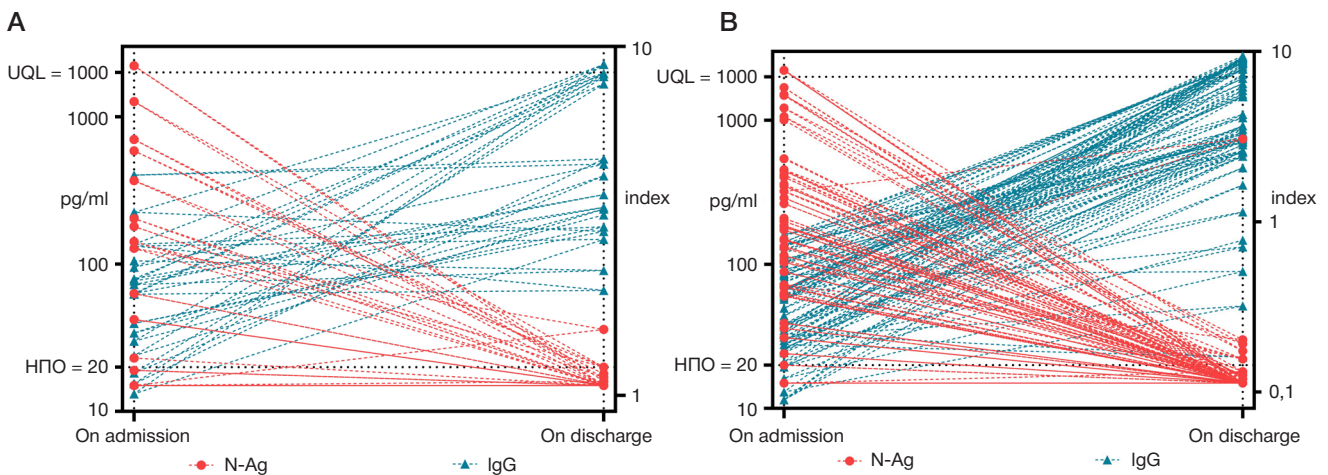 A
UQL = 1000
1000
pg/ml
100
НПО = 20
10
10
index
1
On admission
On discharge
N-Ag
IgG
B
UQL = 1000
1000
pg/ml
100
НПО = 20
10
10
index
1
0,1
On admission
On discharge
N-Ag
IgG